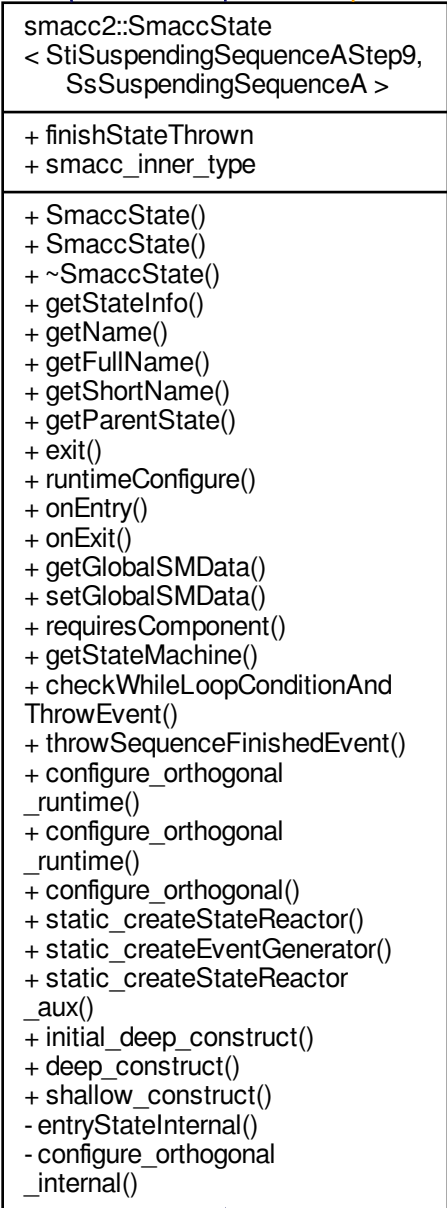 smacc2::SmaccState
< StiSuspendingSequenceAStep9,
SsSuspendingSequenceA >
+ finishStateThrown
+ smacc_inner_type
+ SmaccState()
+ SmaccState()
+ ~SmaccState()
+ getStateInfo()
+ getName()
+ getFullName()
+ getShortName()
+ getParentState()
+ exit()
+ runtimeConfigure()
+ onEntry()
+ onExit()
+ getGlobalSMData()
+ setGlobalSMData()
+ requiresComponent()
+ getStateMachine()
+ checkWhileLoopConditionAnd
ThrowEvent()
+ throwSequenceFinishedEvent()
+ configure_orthogonal
_runtime()
+ configure_orthogonal
_runtime()
+ configure_orthogonal()
+ static_createStateReactor()
+ static_createEventGenerator()
+ static_createStateReactor
_aux()
+ initial_deep_construct()
+ deep_construct()
+ shallow_construct()
- entryStateInternal()
- configure_orthogonal
_internal()